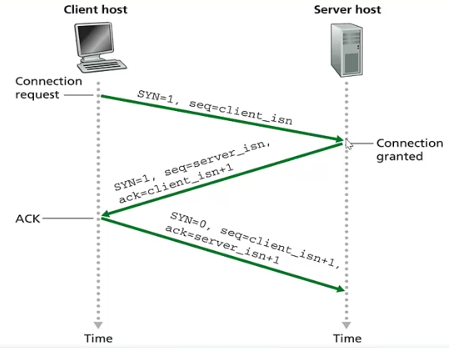 Client host
Server host
Connection
request
SYN=1, seq=client_isn
Connection
granted
SYN=1, seq=server_isn,
ack=client_isn+1
ACK
SYN=0, seq=client_isn+1,
ack=server_isn+1
Time
Time